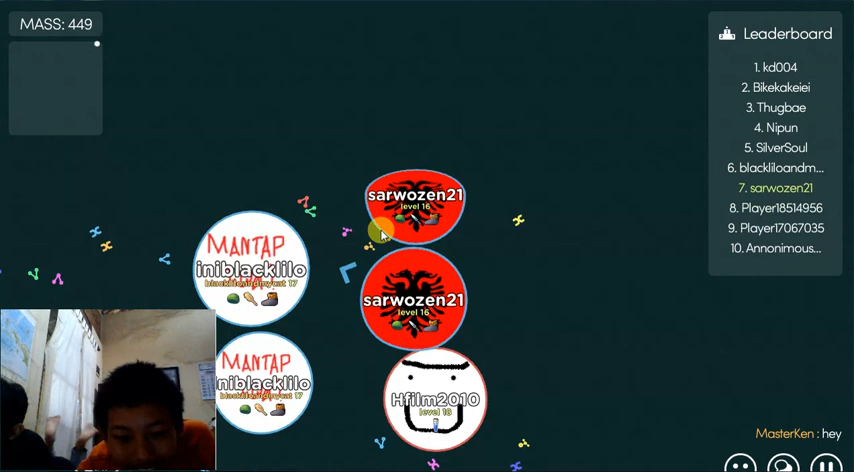 MASS: 449
Leaderboard
1. kd004
2. Bikekakeiei
3. Thugbae
4. Nipun
5. SilverSoul
6. blackliloandm...
7. sarwozen21
8. Player18514956
9. Player17067035
10. Annonimous...
sarwozen21
level 16
MANTAP
iniblacklilo
sarwozen21
level 16
MANTAP
niblacklilo
Hfilm2010
level 18
MasterKen : hey